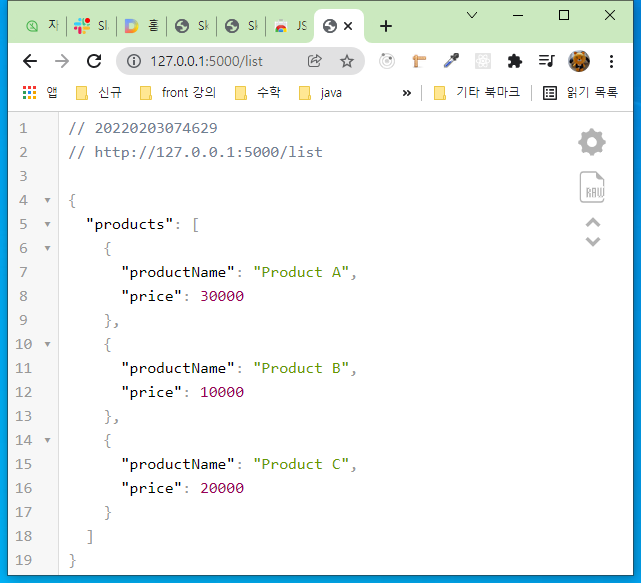 자 Sl 홈 Sk Sk JS
127.0.0.1:5000/list
앱 신규 front 강의 수학 java » 기타 북마크 읽기 목록
1 // 20220203074629
2 // http://127.0.0.1:5000/list
3
4 {
5 "products": [
6 {
7 "productName": "Product A",
8 "price": 30000
9 },
10 {
11 "productName": "Product B",
12 "price": 10000
13 },
14 {
15 "productName": "Product C",
16 "price": 20000
17 }
18 ]
19 }
RAW